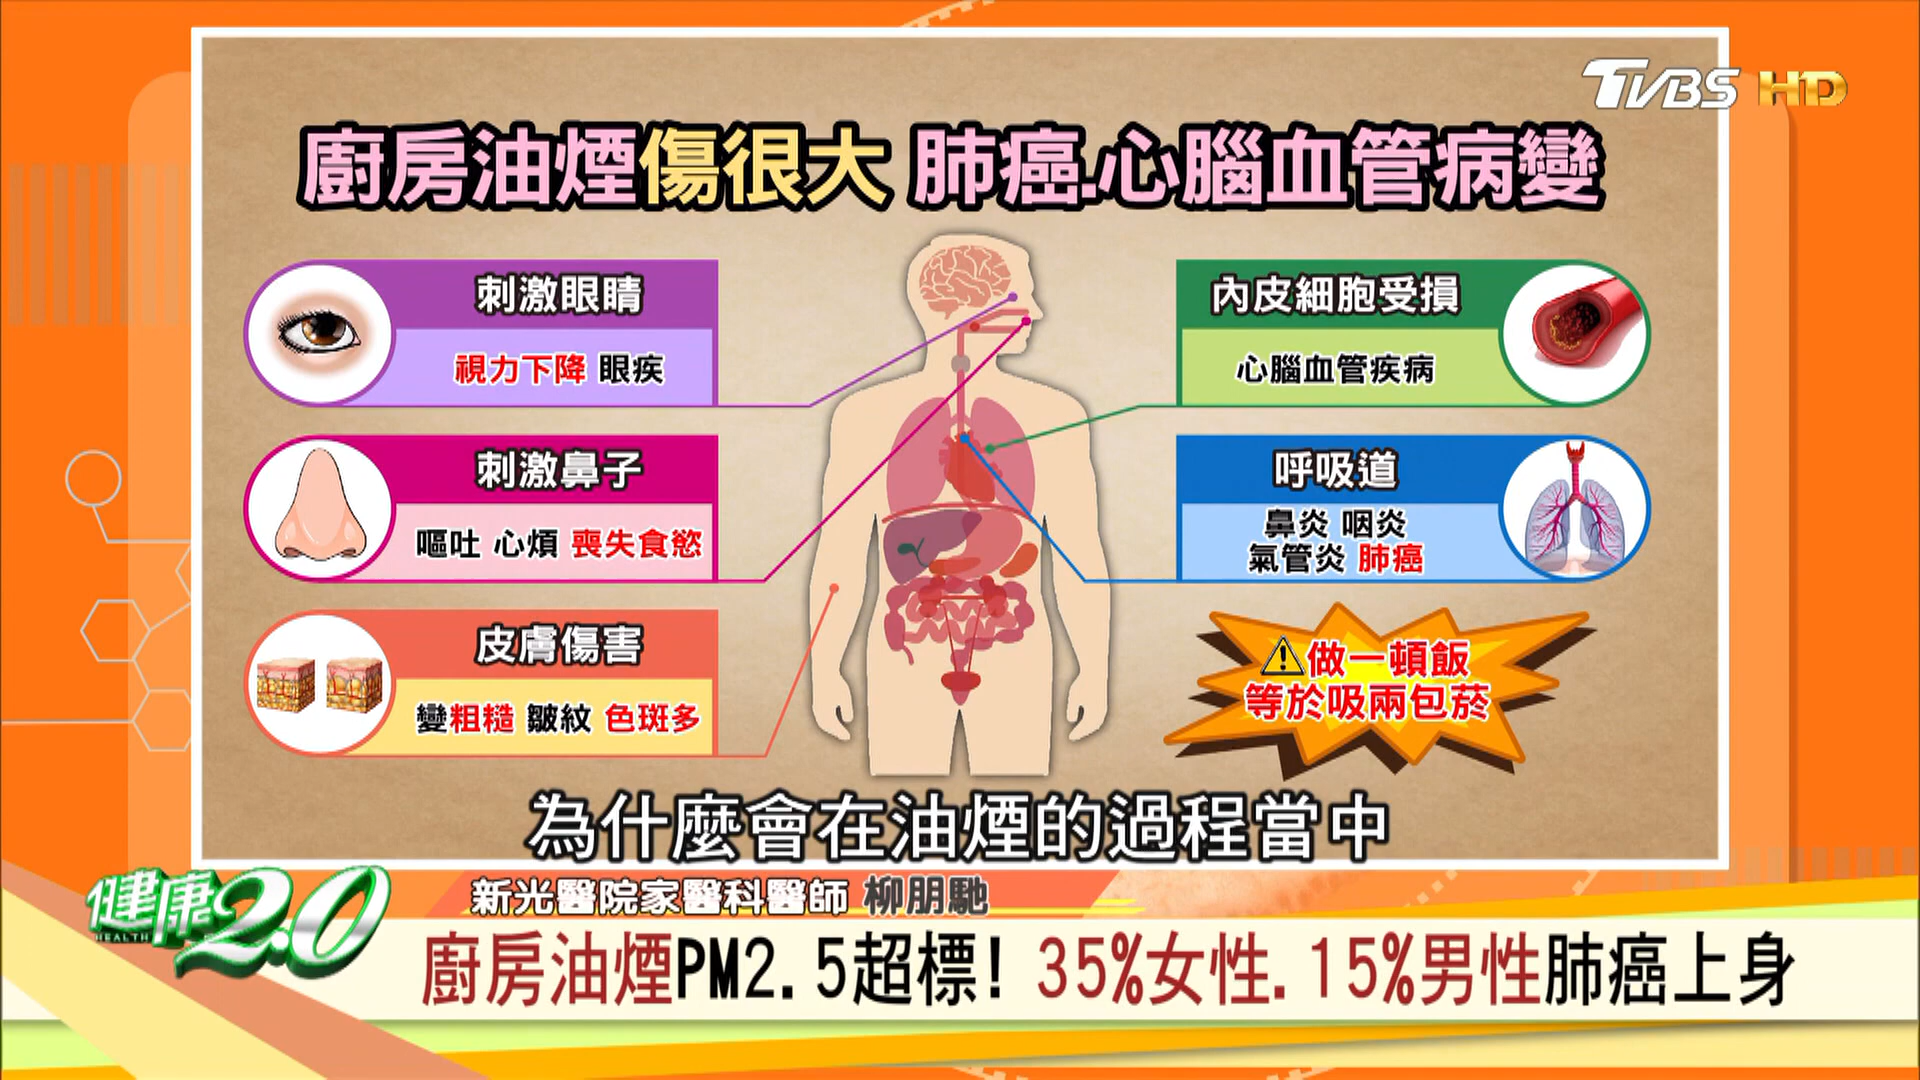 TVBS HD
廚房油煙傷很大 肺癌.心腦血管病變
刺激眼睛
視力下降 眼疾
刺激鼻子
嘔吐 心煩 喪失食慾
皮膚傷害
變粗糙 皺紋 色斑多
內皮細胞受損
心腦血管疾病
呼吸道
鼻炎 咽炎
氣管炎 肺癌
做一頓飯
等於吸兩包菸
為什麼會在油煙的過程當中
健康2.0
HEALTH
新光醫院家醫科醫師 柳朋馳
廚房油煙PM2.5超標! 35%女性.15%男性肺癌上身